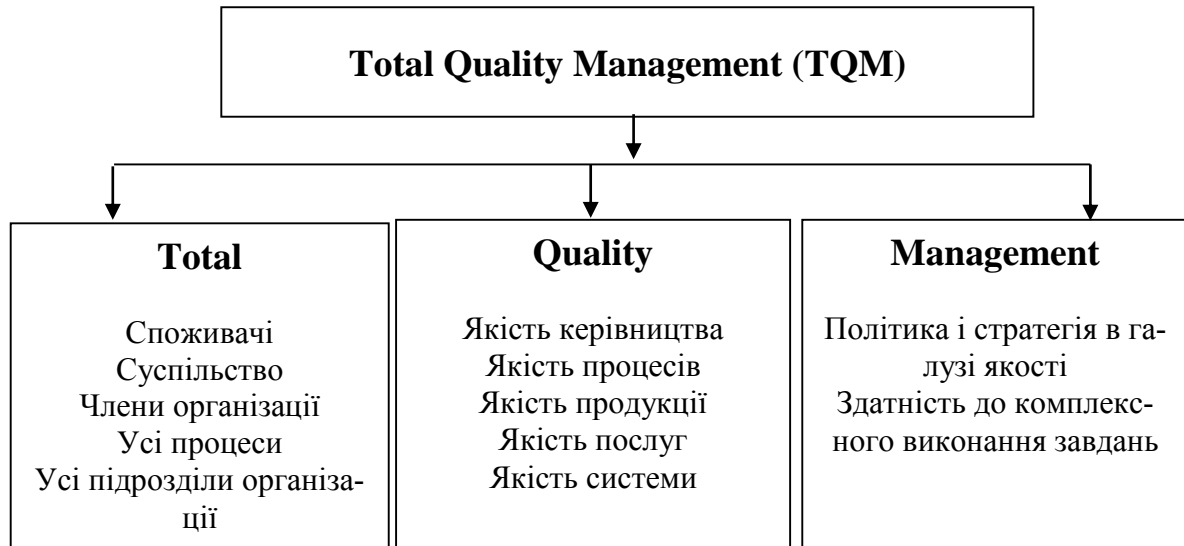 Total Quality Management (TQM)
Total
Споживачі
Суспільство
Члени організації
Усі процеси
Усі підрозділи організа-
ції
Quality
Якість керівництва
Якість процесів
Якість продукції
Якість послуг
Якість системи
Management
Політика і стратегія в га-
лузі якості
Здатність до комплекс-
ного виконання завдань